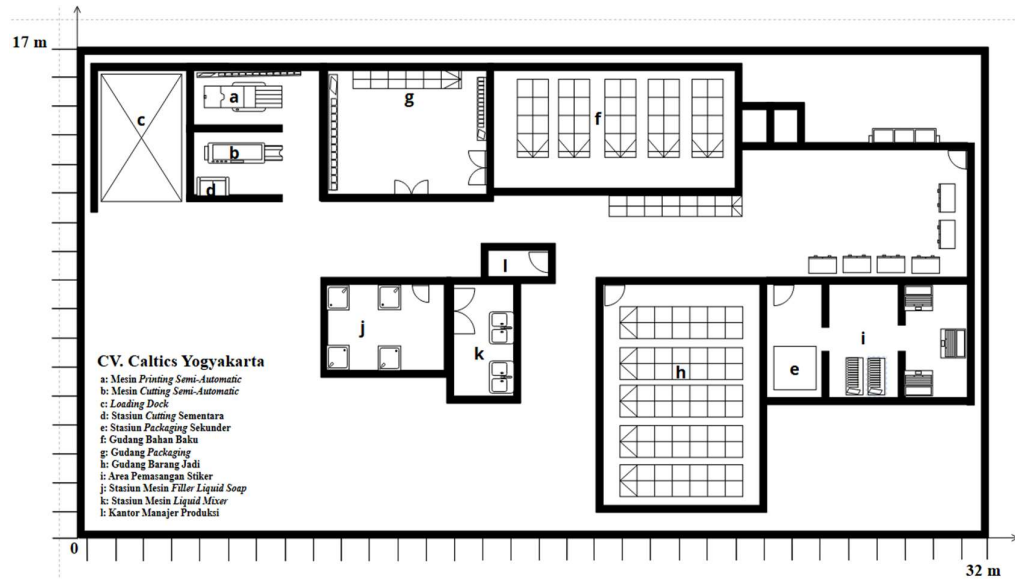 17 m
a
g
c
f
b
d
l
j
k
h
e
i
CV. Caltics Yogyakarta
a: Mesin Printing Semi-Automatic
b: Mesin Cutting Semi-Automatic
c: Loading Dock
d: Stasiun Cutting Sementara
e: Stasiun Packaging Sekunder
f: Gudang Bahan Baku
g: Gudang Packaging
h: Gudang Barang Jadi
i: Area Pemasangan Stiker
j: Stasiun Mesin Filler Liquid Soap
k: Stasiun Mesin Liquid Mixer
l: Kantor Manajer Produksi
0
32 m